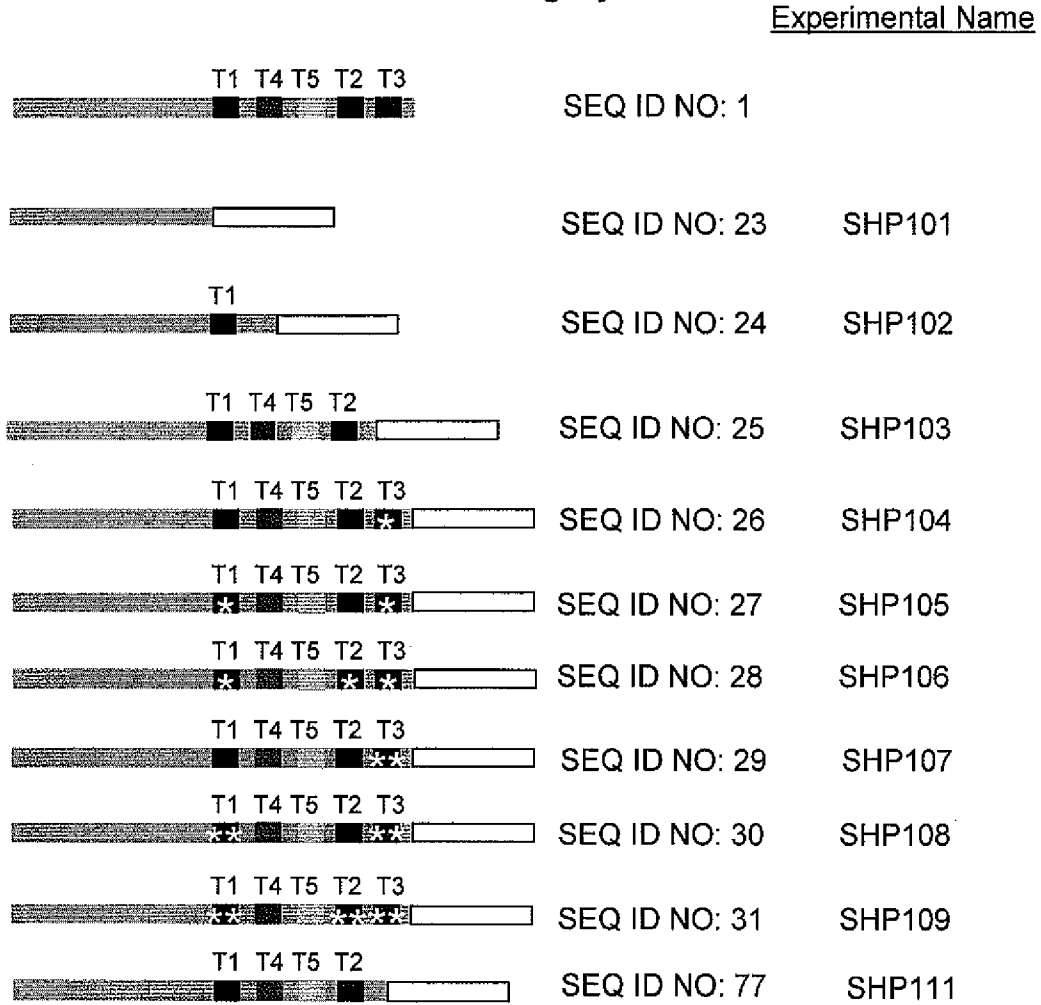 Experimental Name
T1 T4 T5 T2 T3
SEQ ID NO: 1
SEQ ID NO: 23 SHP101
T1
SEQ ID NO: 24 SHP102
T1 T4 T5 T2
SEQ ID NO: 25 SHP103
T1 T4 T5 T2 T3
* SEQ ID NO: 26 SHP104
T1 T4 T5 T2 T3
* * SEQ ID NO: 27 SHP105
T1 T4 T5 T2 T3
* * * SEQ ID NO: 28 SHP106
T1 T4 T5 T2 T3
** SEQ ID NO: 29 SHP107
T1 T4 T5 T2 T3
** ** SEQ ID NO: 30 SHP108
T1 T4 T5 T2 T3
** ** ** SEQ ID NO: 31 SHP109
T1 T4 T5 T2
SEQ ID NO: 77 SHP111